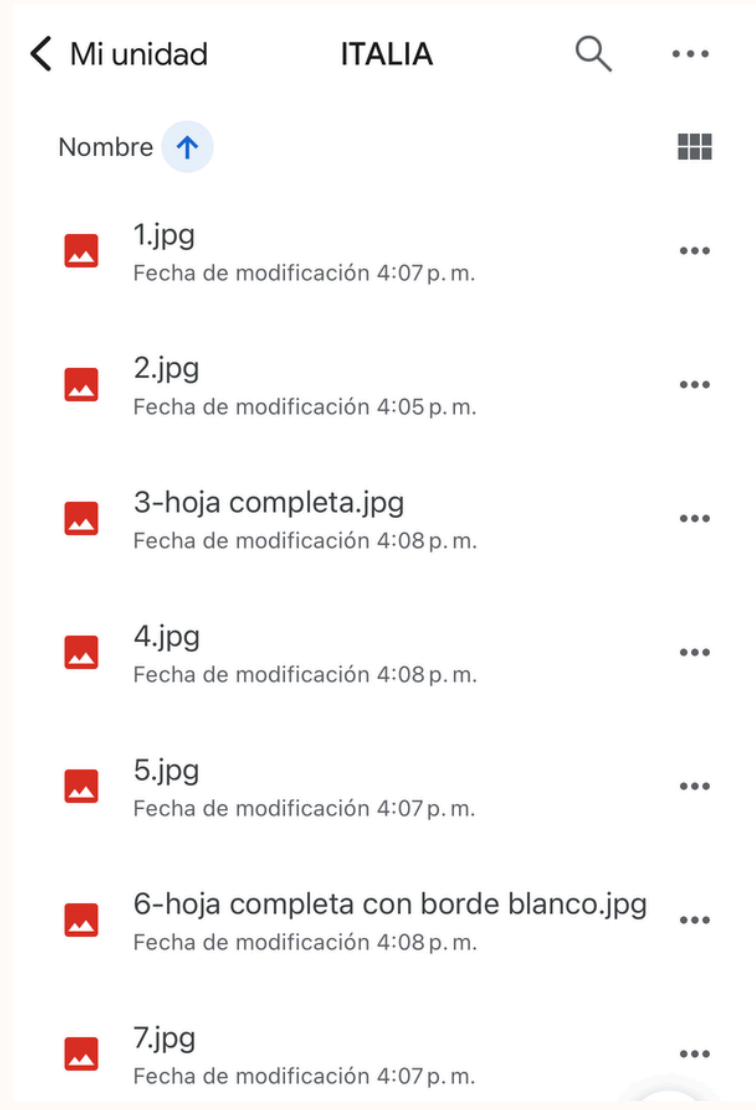 Mi unidad ITALIA
Nombre
1.jpg
Fecha de modificación 4:07 p. m.
2.jpg
Fecha de modificación 4:05 p. m.
3-hoja completa.jpg
Fecha de modificación 4:08 p. m.
4.jpg
Fecha de modificación 4:08 p. m.
5.jpg
Fecha de modificación 4:07 p. m.
6-hoja completa con borde blanco.jpg
Fecha de modificación 4:08 p. m.
7.jpg
Fecha de modificación 4:07 p. m.